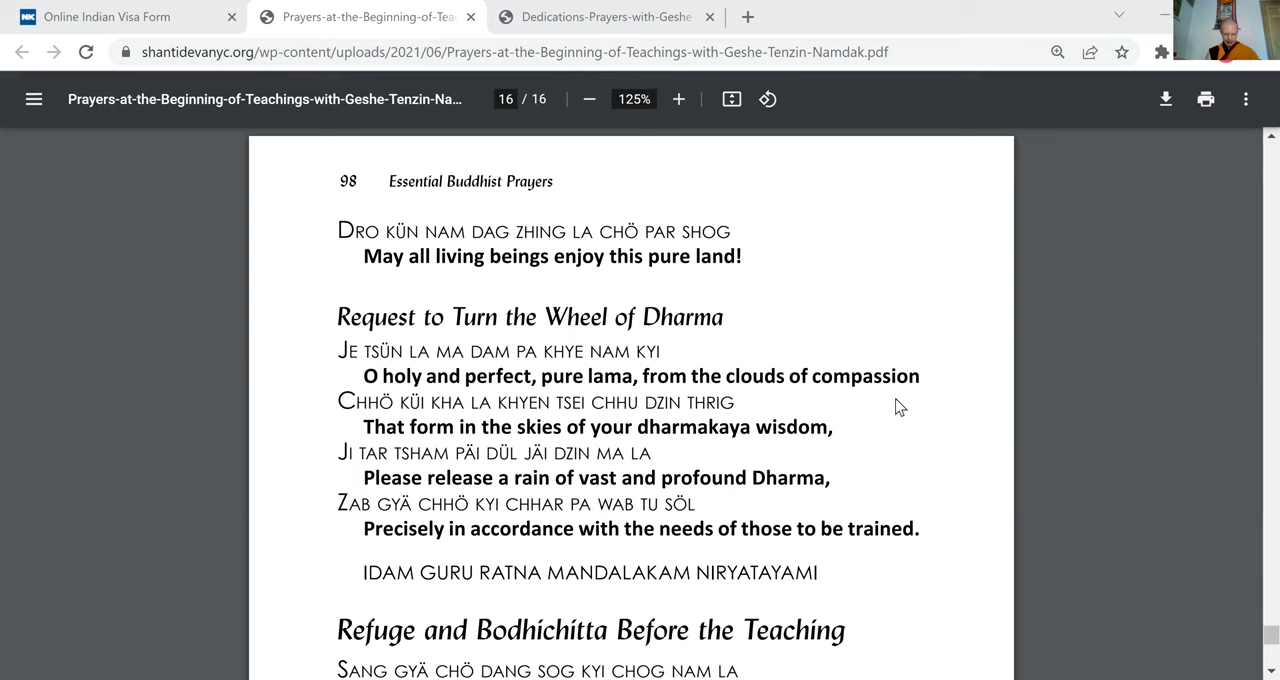 Online Indian Visa Form
Prayers-at-the-Beginning-of-Tea
Dedications-Prayers-with-Geshe-
shantidevanyc.org/wp-content/uploads/2021/06/Prayers-at-the-Beginning-of-Teachings-with-Geshe-Tenzin-Namdak.pdf
Prayers-at-the-Beginning-of-Teachings-with-Geshe-Tenzin-Na... 16 / 16 125%
98 Essential Buddhist Prayers
DRO KÜN NAM DAG ZHING LA CHÖ PAR SHOG
May all living beings enjoy this pure land!
Request to Turn the Wheel of Dharma
JE TSÜN LA MA DAM PA KHYE NAM KYI
O holy and perfect, pure lama, from the clouds of compassion
CHHÖ KÜI KHA LA KHYEN TSEI CHHU DZIN THRIG
That form in the skies of your dharmakaya wisdom,
JI TAR TSHAM PÄI DÜL JÄI DZIN MA LA
Please release a rain of vast and profound Dharma,
ZAB GYÄ CHHÖ KYI CHHAR PA WAB TU SÖL
Precisely in accordance with the needs of those to be trained.
IDAM GURU RATNA MANDALAKAM NIRYATAYAMI
Refuge and Bodhichitta Before the Teaching
SANG GYÄ CHÖ DANG SOG KYI CHOG NAM LA